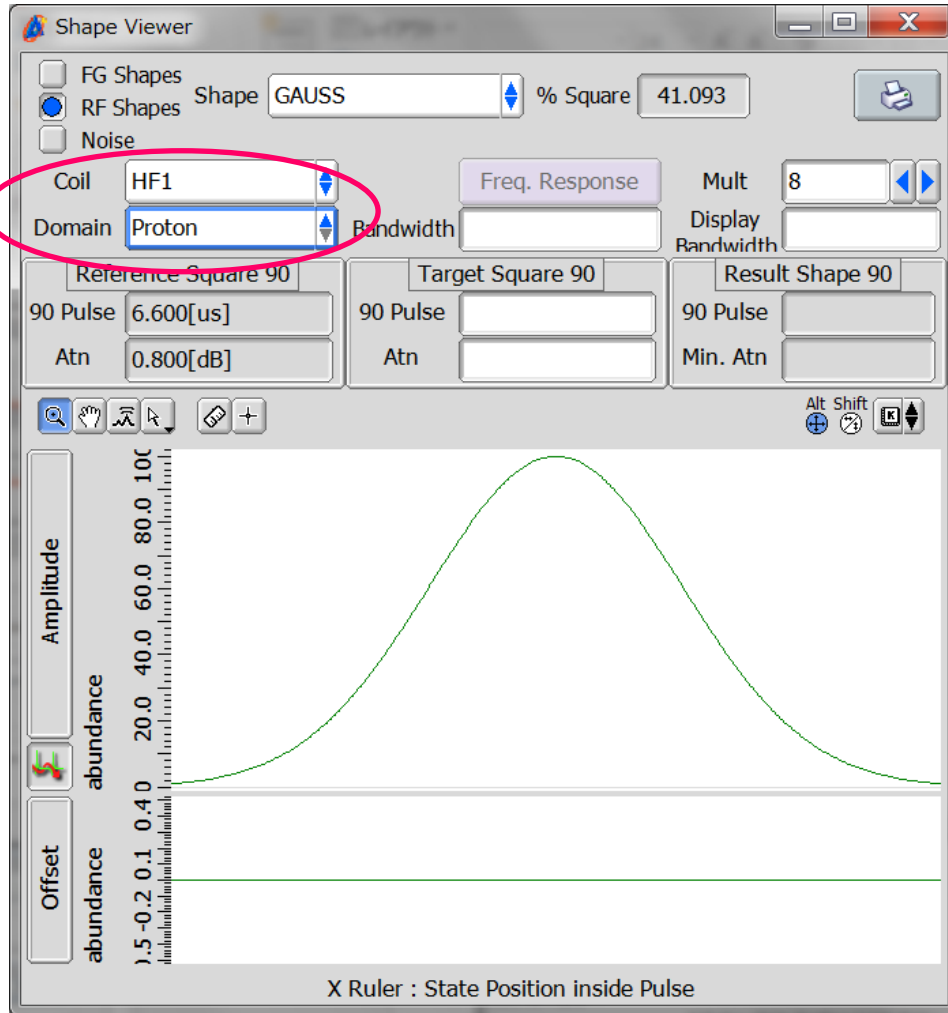 Shape Viewer
FG Shapes
RF Shapes
Noise
Shape GAUSS % Square 41.093
Coil HF1 Freq. Response Mult 8
Domain Proton Bandwidth Display Bandwidth
Reference Square 90 Target Square 90 Result Shape 90
90 Pulse 6.600[us] 90 Pulse 90 Pulse
Atn 0.800[dB] Atn Min. Atn
Alt Shift
K
Amplitude
abundance
100
80.0
60.0
40.0
20.0
0
Offset
abundance
0.4
0.1
-0.2
X Ruler : State Position inside Pulse